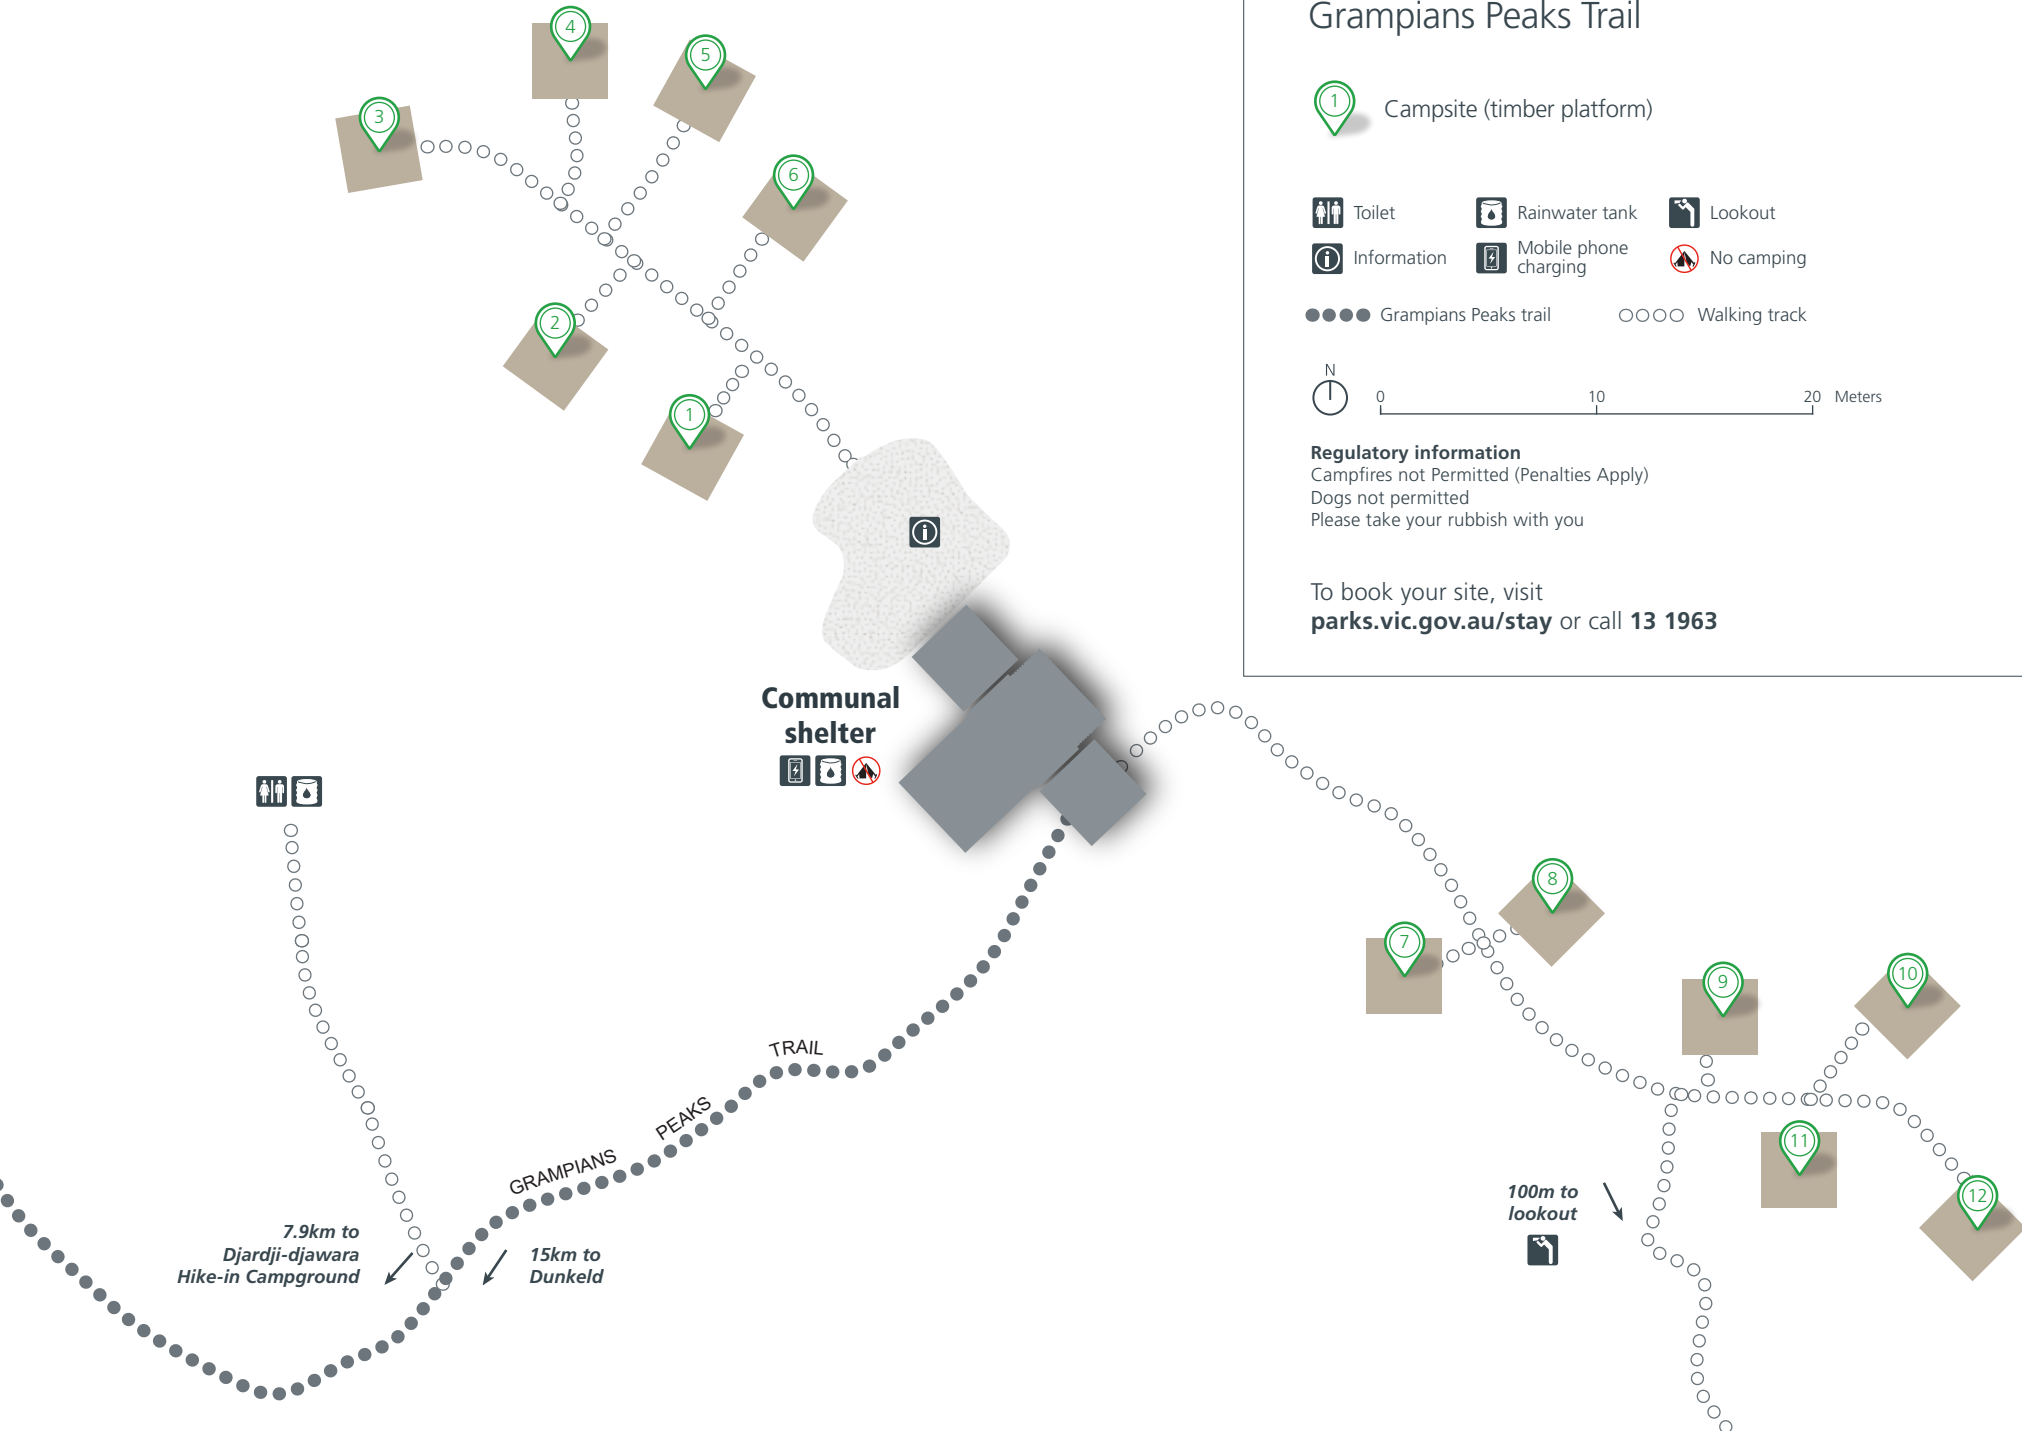 Grampians Peaks Trail
1
Campsite (timber platform)
Toilet
Rainwater tank
Lookout
Information
Mobile phone
charging
No camping
Grampians Peaks trail
Walking track
N
0
10
20
Meters
Regulatory information
Campfires not Permitted (Penalties Apply)
Dogs not permitted
Please take your rubbish with you
To book your site, visit
parks.vic.gov.au/stay or call 13 1963
4
5
3
6
2
1
Communal
shelter
8
7
9
10
11
12
TRAIL
PEAKS
GRAMPIANS
100m to
lookout
7.9km to
Djardji-djawara
Hike-in Campground
15km to
Dunkeld